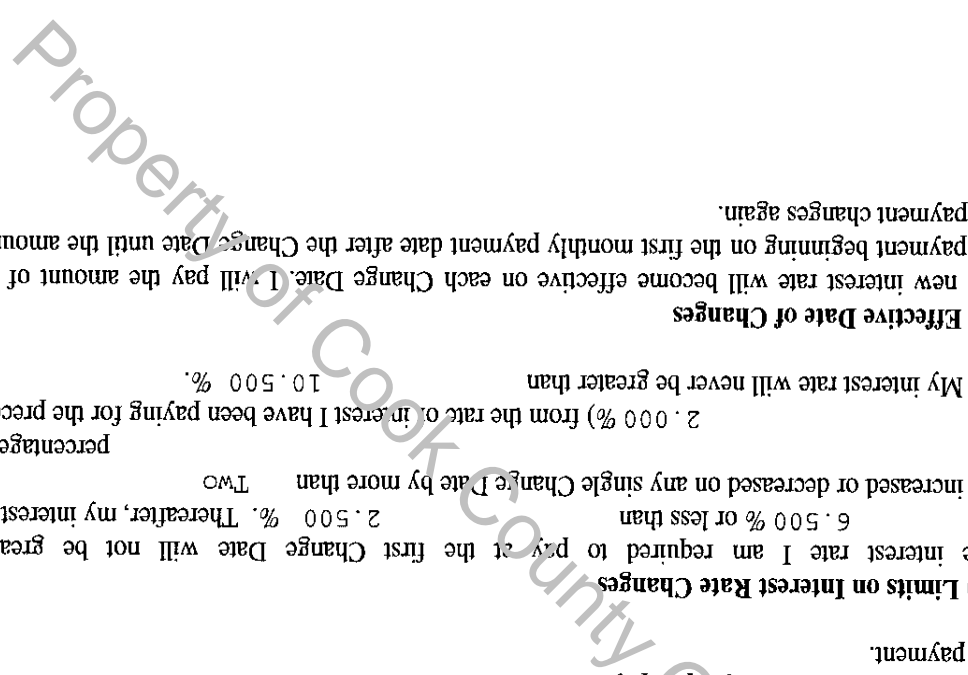 payment.
Limits on Interest Rate Changes
interest rate I am required to pay at the first Change Date will not be
6.500 % or less than 2.500 %. Thereafter, my interest
increased or decreased on any single Change Date by more than Two
percentage
2.000 %) from the rate of interest I have been paying for the
My interest rate will never be greater than 10.500 %.
Effective Date of Changes
new interest rate will become effective on each Change Date. I will pay the amount of
payment beginning on the first monthly payment date after the Change Date until the
payment changes again.
Property of Cook County